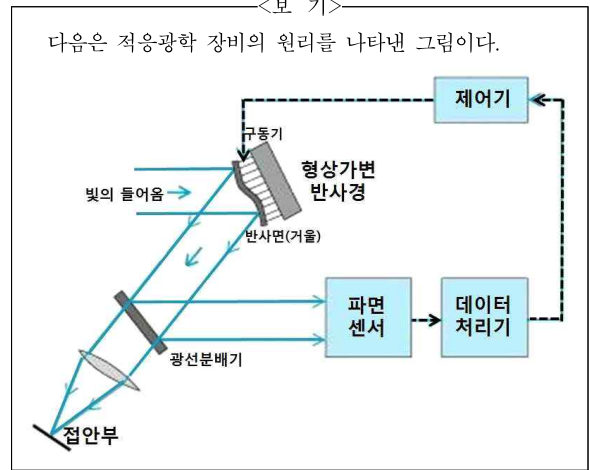 <보 기>
다음은 적응광학 장비의 원리를 나타낸 그림이다.
제어기
구동기
형상가변
반사경
빛의 들어옴
반사면(거울)
파면
센서
데이터
처리기
광선분배기
접안부